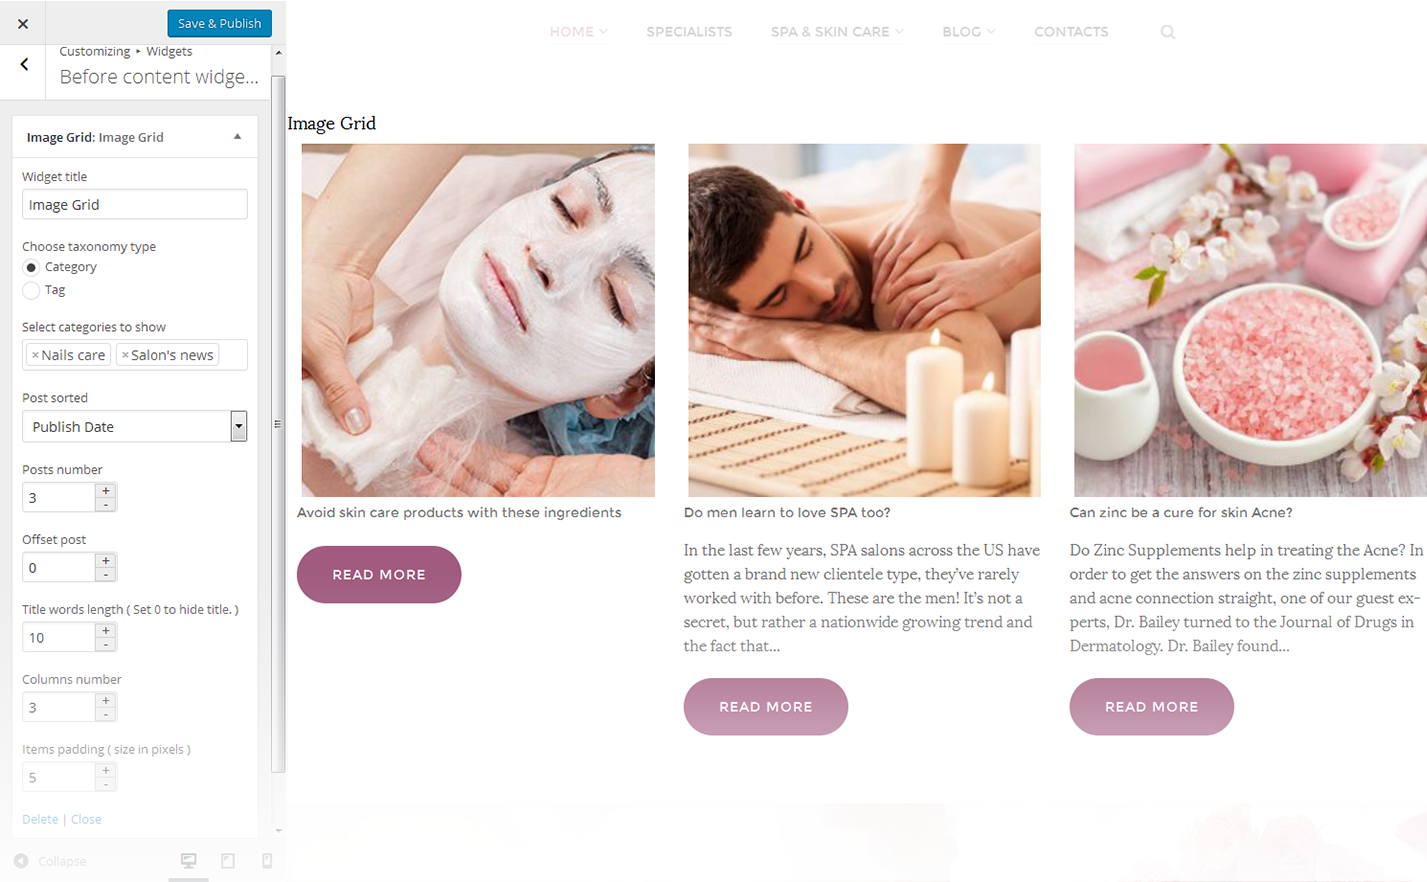 Save & Publish
Customizing ▸ Widgets
Before content widge...
Image Grid: Image Grid
Widget title
Image Grid
Choose taxonomy type
Category
Tag
Select categories to show
× Nails care × Salon's news
Post sorted
Publish Date
Posts number
3 + -
Offset post
0 + -
Title words length ( Set 0 to hide title. )
10 + -
Columns number
3 + -
Items padding ( size in pixels )
5 + -
Delete | Close
Collapse
HOME SPECIALISTS SPA & SKIN CARE BLOG CONTACTS
Image Grid
Avoid skin care products with these ingredients
READ MORE
Do men learn to love SPA too?
In the last few years, SPA salons across the US have
gotten a brand new clientele type, they've rarely
worked with before. These are the men! It's not a
secret, but rather a nationwide growing trend and
the fact that...
READ MORE
Can zinc be a cure for skin Acne?
Do Zinc Supplements help in treating the Acne? In
order to get the answers on the zinc supplements
and acne connection straight, one of our guest ex-
perts, Dr. Bailey turned to the Journal of Drugs in
Dermatology. Dr. Bailey found...
READ MORE